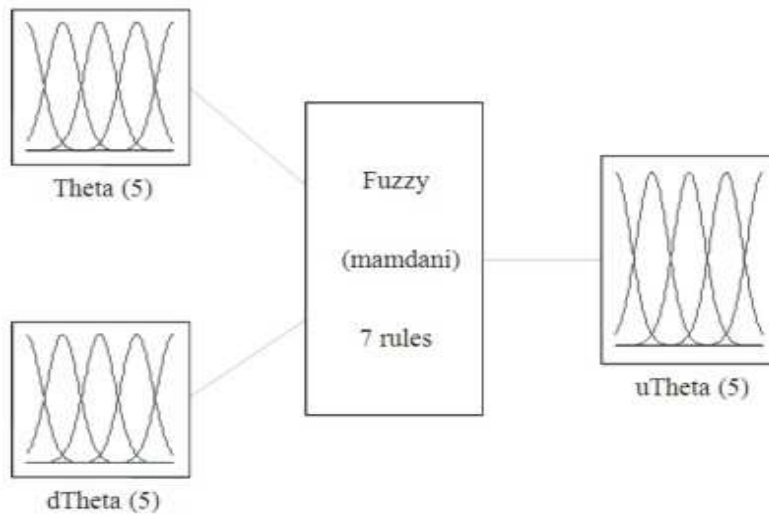 Theta (5)
Fuzzy
(mamdani)
7 rules
uTheta (5)
dTheta (5)